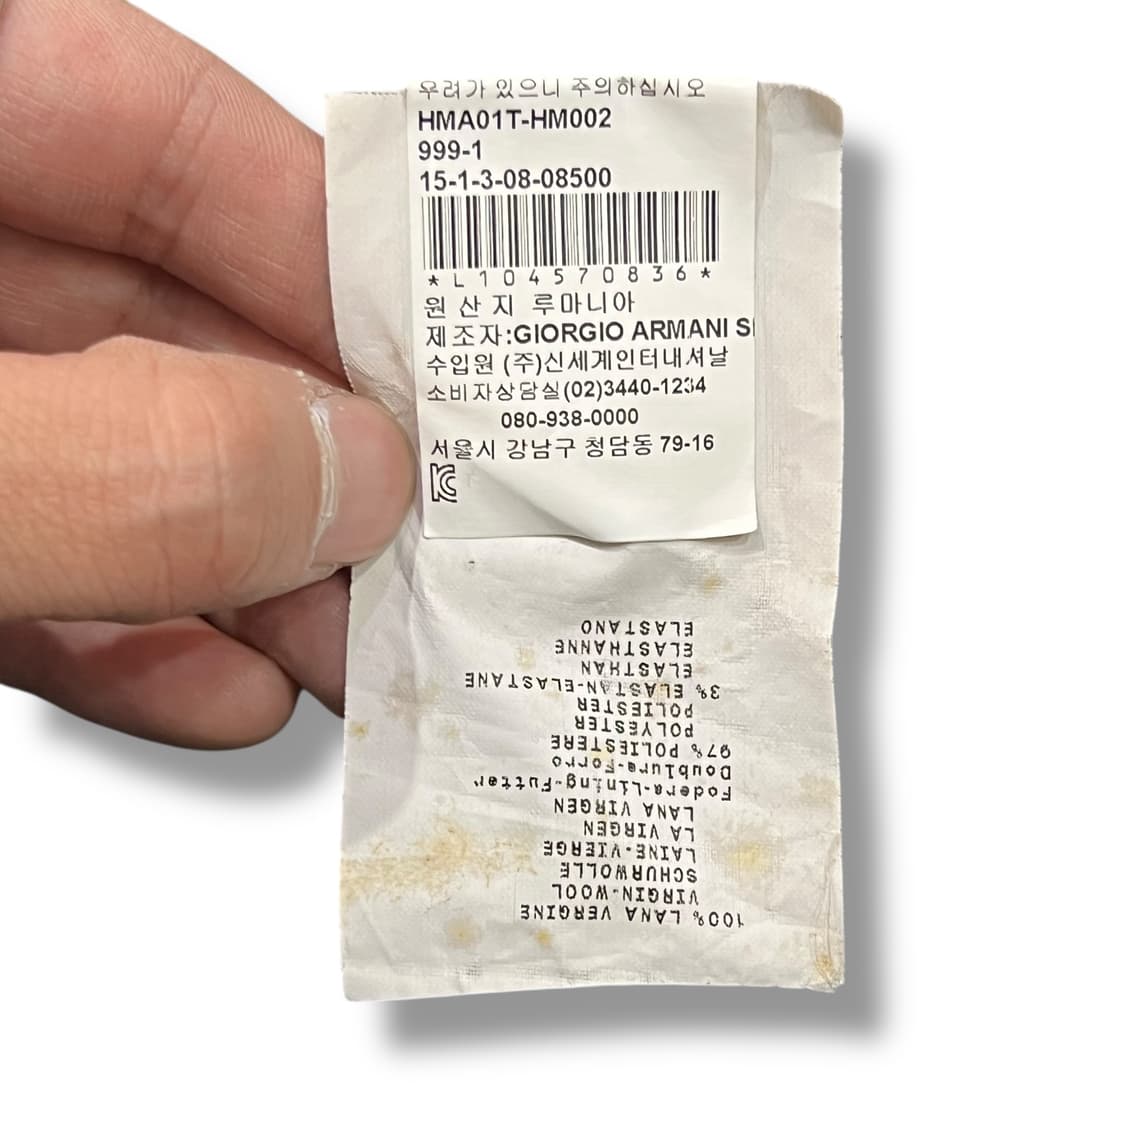 우려가 있으니 주의하십시오
HMA01T-HM002
999-1
15-1-3-08-08500
*L104570836*
원산지 루마니아
제조자:GIORGIO ARMANI S
수입원 (주)신세계인터내셔날
소비자상담실(02)3440-1234
080-938-0000
서울시 강남구 청담동 79-16
KC
100% LANA VERGINE
VIRGIN-WOOL
SCHURWOLLE
LAINE-VIERGE
LA VIRGEN
LANA VIRGEN
Fodera-Lining-Futter
Doublure-Forro
97% POLIESTERE
POLYESTER
POLIESTER
3% ELASTAN-ELASTANE
ELASTHAN
ELASTHANNE
ELASTANO